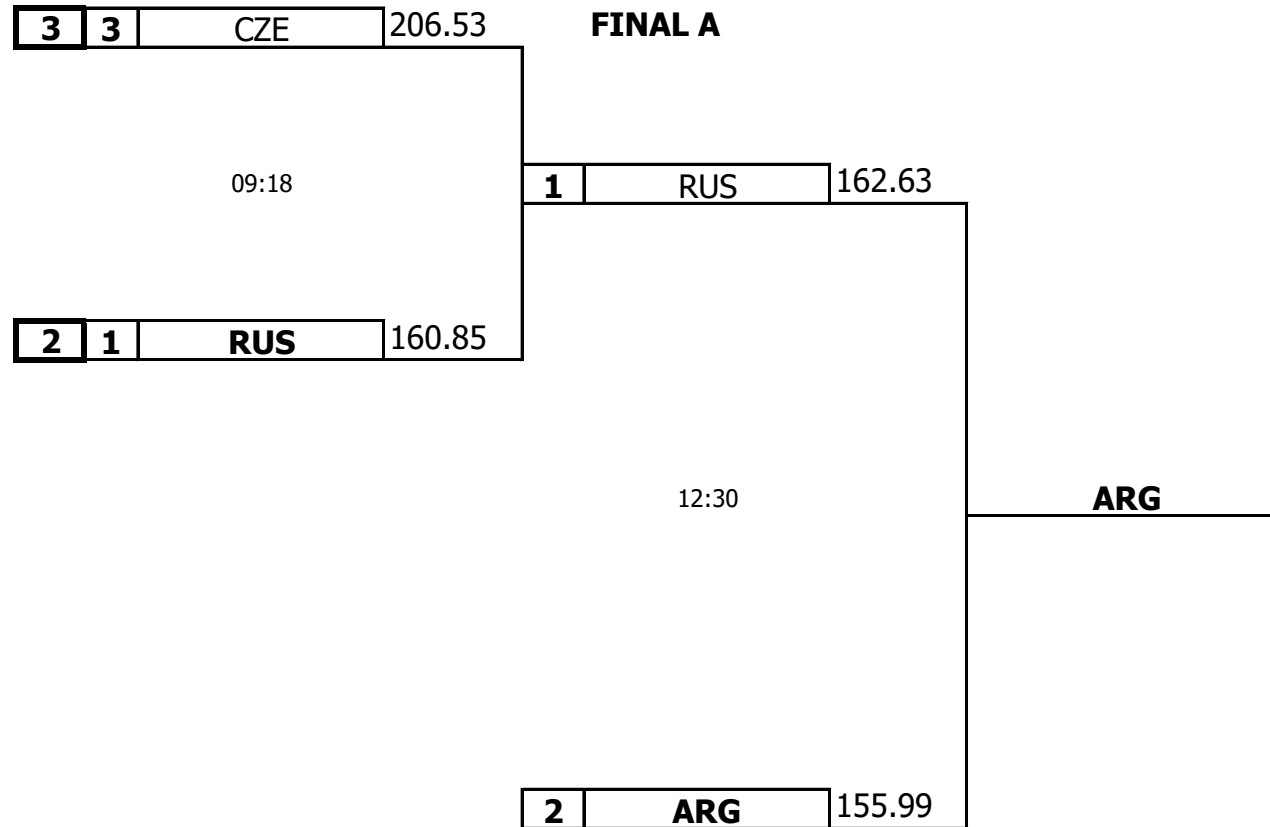 3 3 CZE 206.53 FINAL A
09:18 1 RUS 162.63
2 1 RUS 160.85
12:30 ARG
2 ARG 155.99